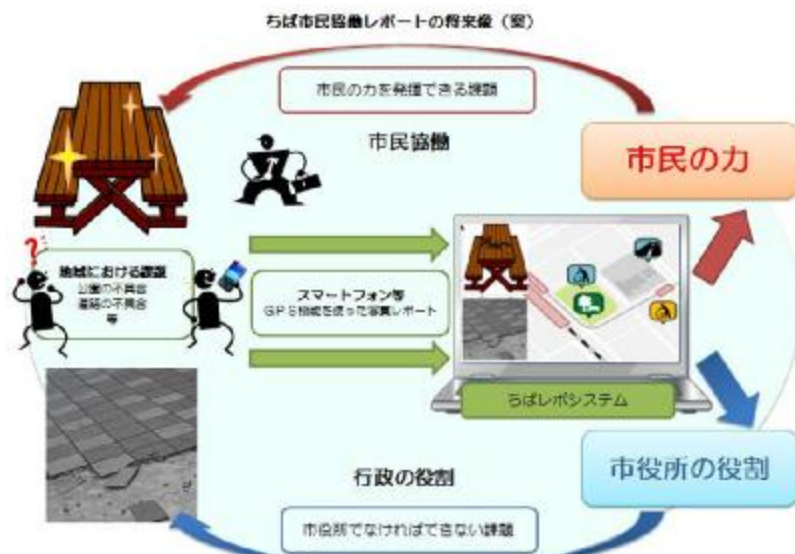 ちば市民協働レポートの将来像（案）
市民の力を発揮できる課題
市民協働
市民の力
地域における課題
公園の不具合
道路の不具合
等
スマートフォン等
GPS機能を使った写真レポート
ちばレポシステム
行政の役割
市役所の役割
市役所でなければできない課題